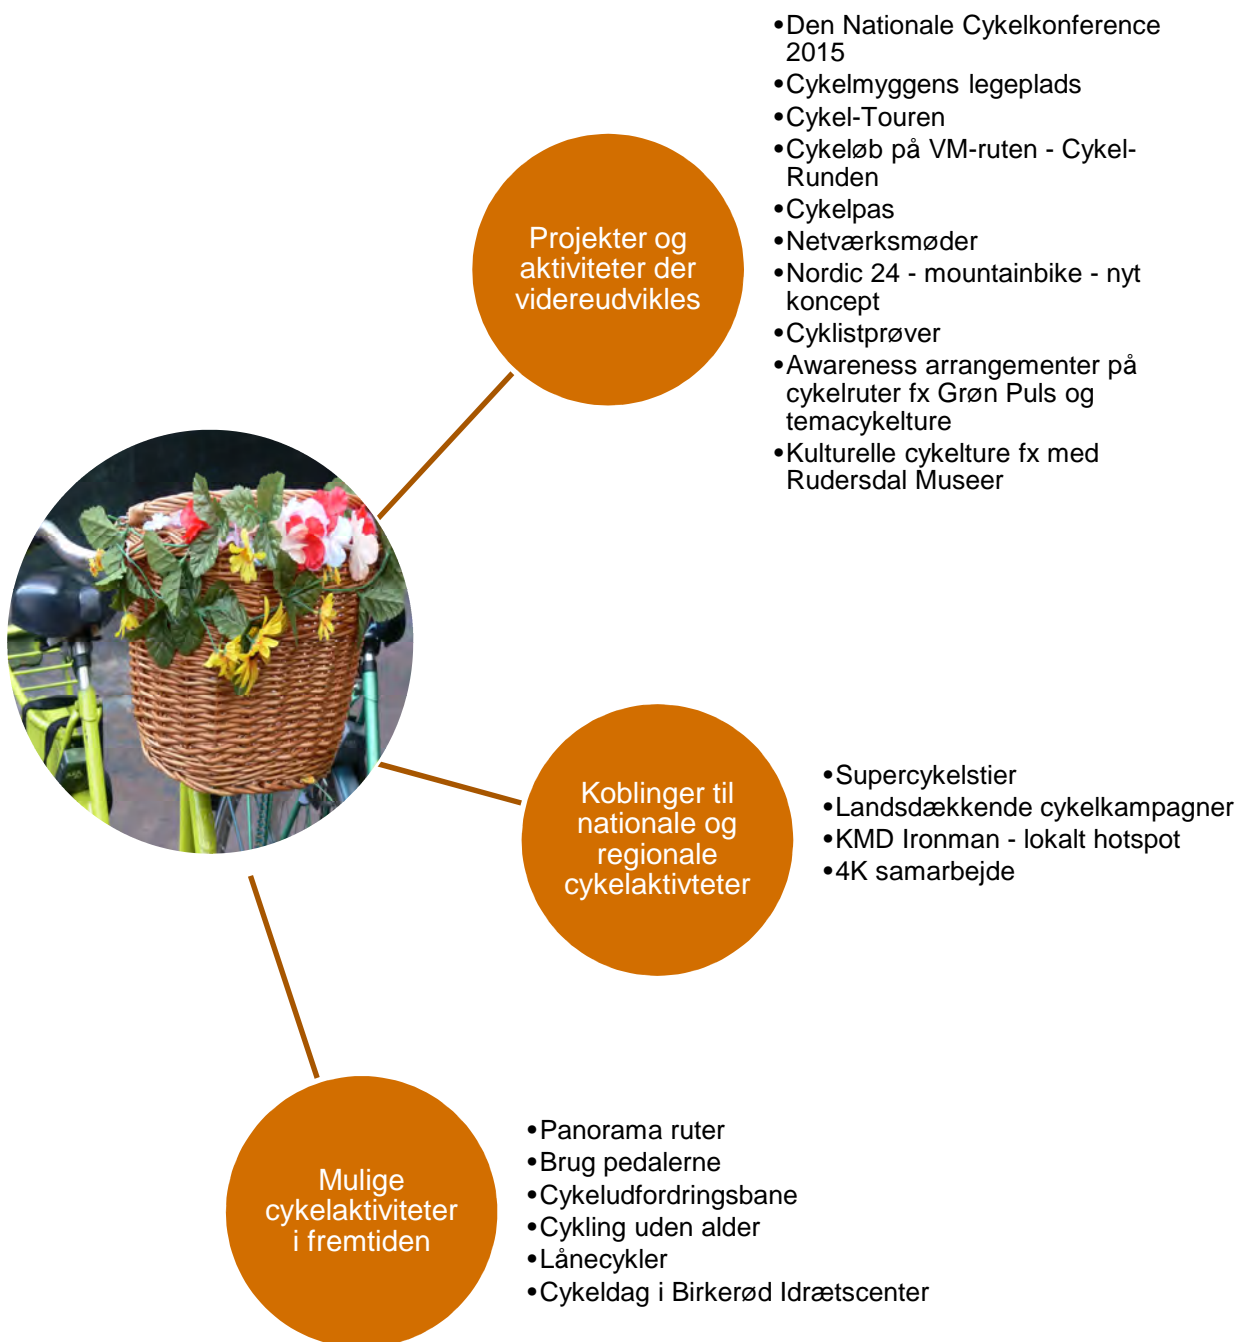 •Den Nationale Cykelkonference
2015
•Cykelmyggens legeplads
•Cykel-Touren
•Cykeløb på VM-ruten - Cykel-
Runden
•Cykelpas
•Netværksmøder
•Nordic 24 - mountainbike - nyt
koncept
•Cyklistprøver
•Awareness arrangementer på
cykelruter fx Grøn Puls og
temacykelture
•Kulturelle cykelture fx med
Rudersdal Museer
Projekter og
aktiviteter der
videreudvikles
Koblinger til
nationale og
regionale
cykelaktivteter
•Supercykelstier
•Landsdækkende cykelkampagner
•KMD Ironman - lokalt hotspot
•4K samarbejde
Mulige
cykelaktiviteter
i fremtiden
•Panorama ruter
•Brug pedalerne
•Cykeludfordringsbane
•Cykling uden alder
•Lånecykler
•Cykeldag i Birkerød Idrætscenter